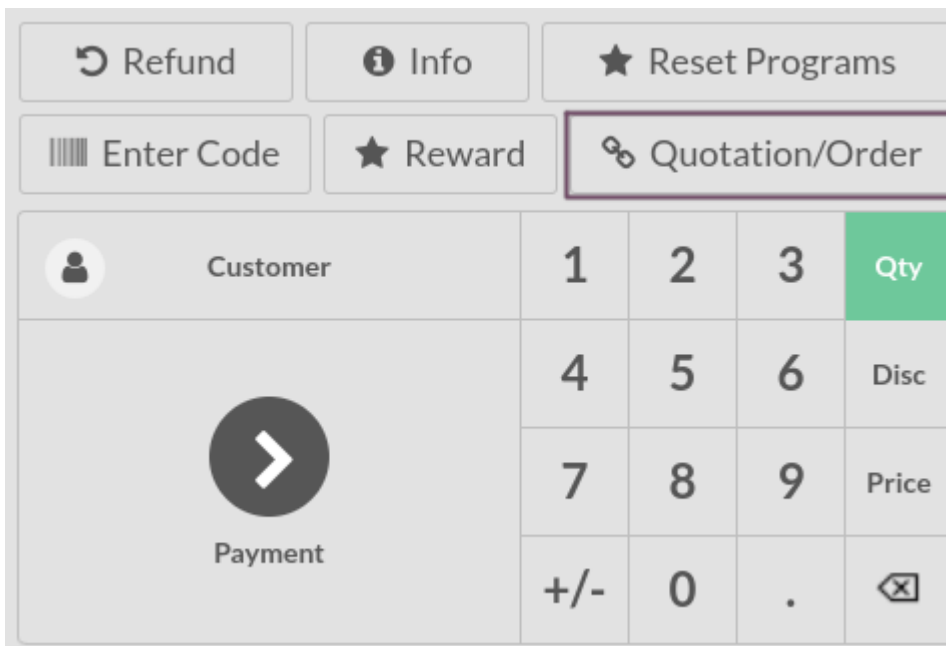 Refund Info Reset Programs
Enter Code Reward Quotation/Order
Customer 1 2 3 Qty
4 5 6 Disc
7 8 9 Price
Payment
+/- 0 .